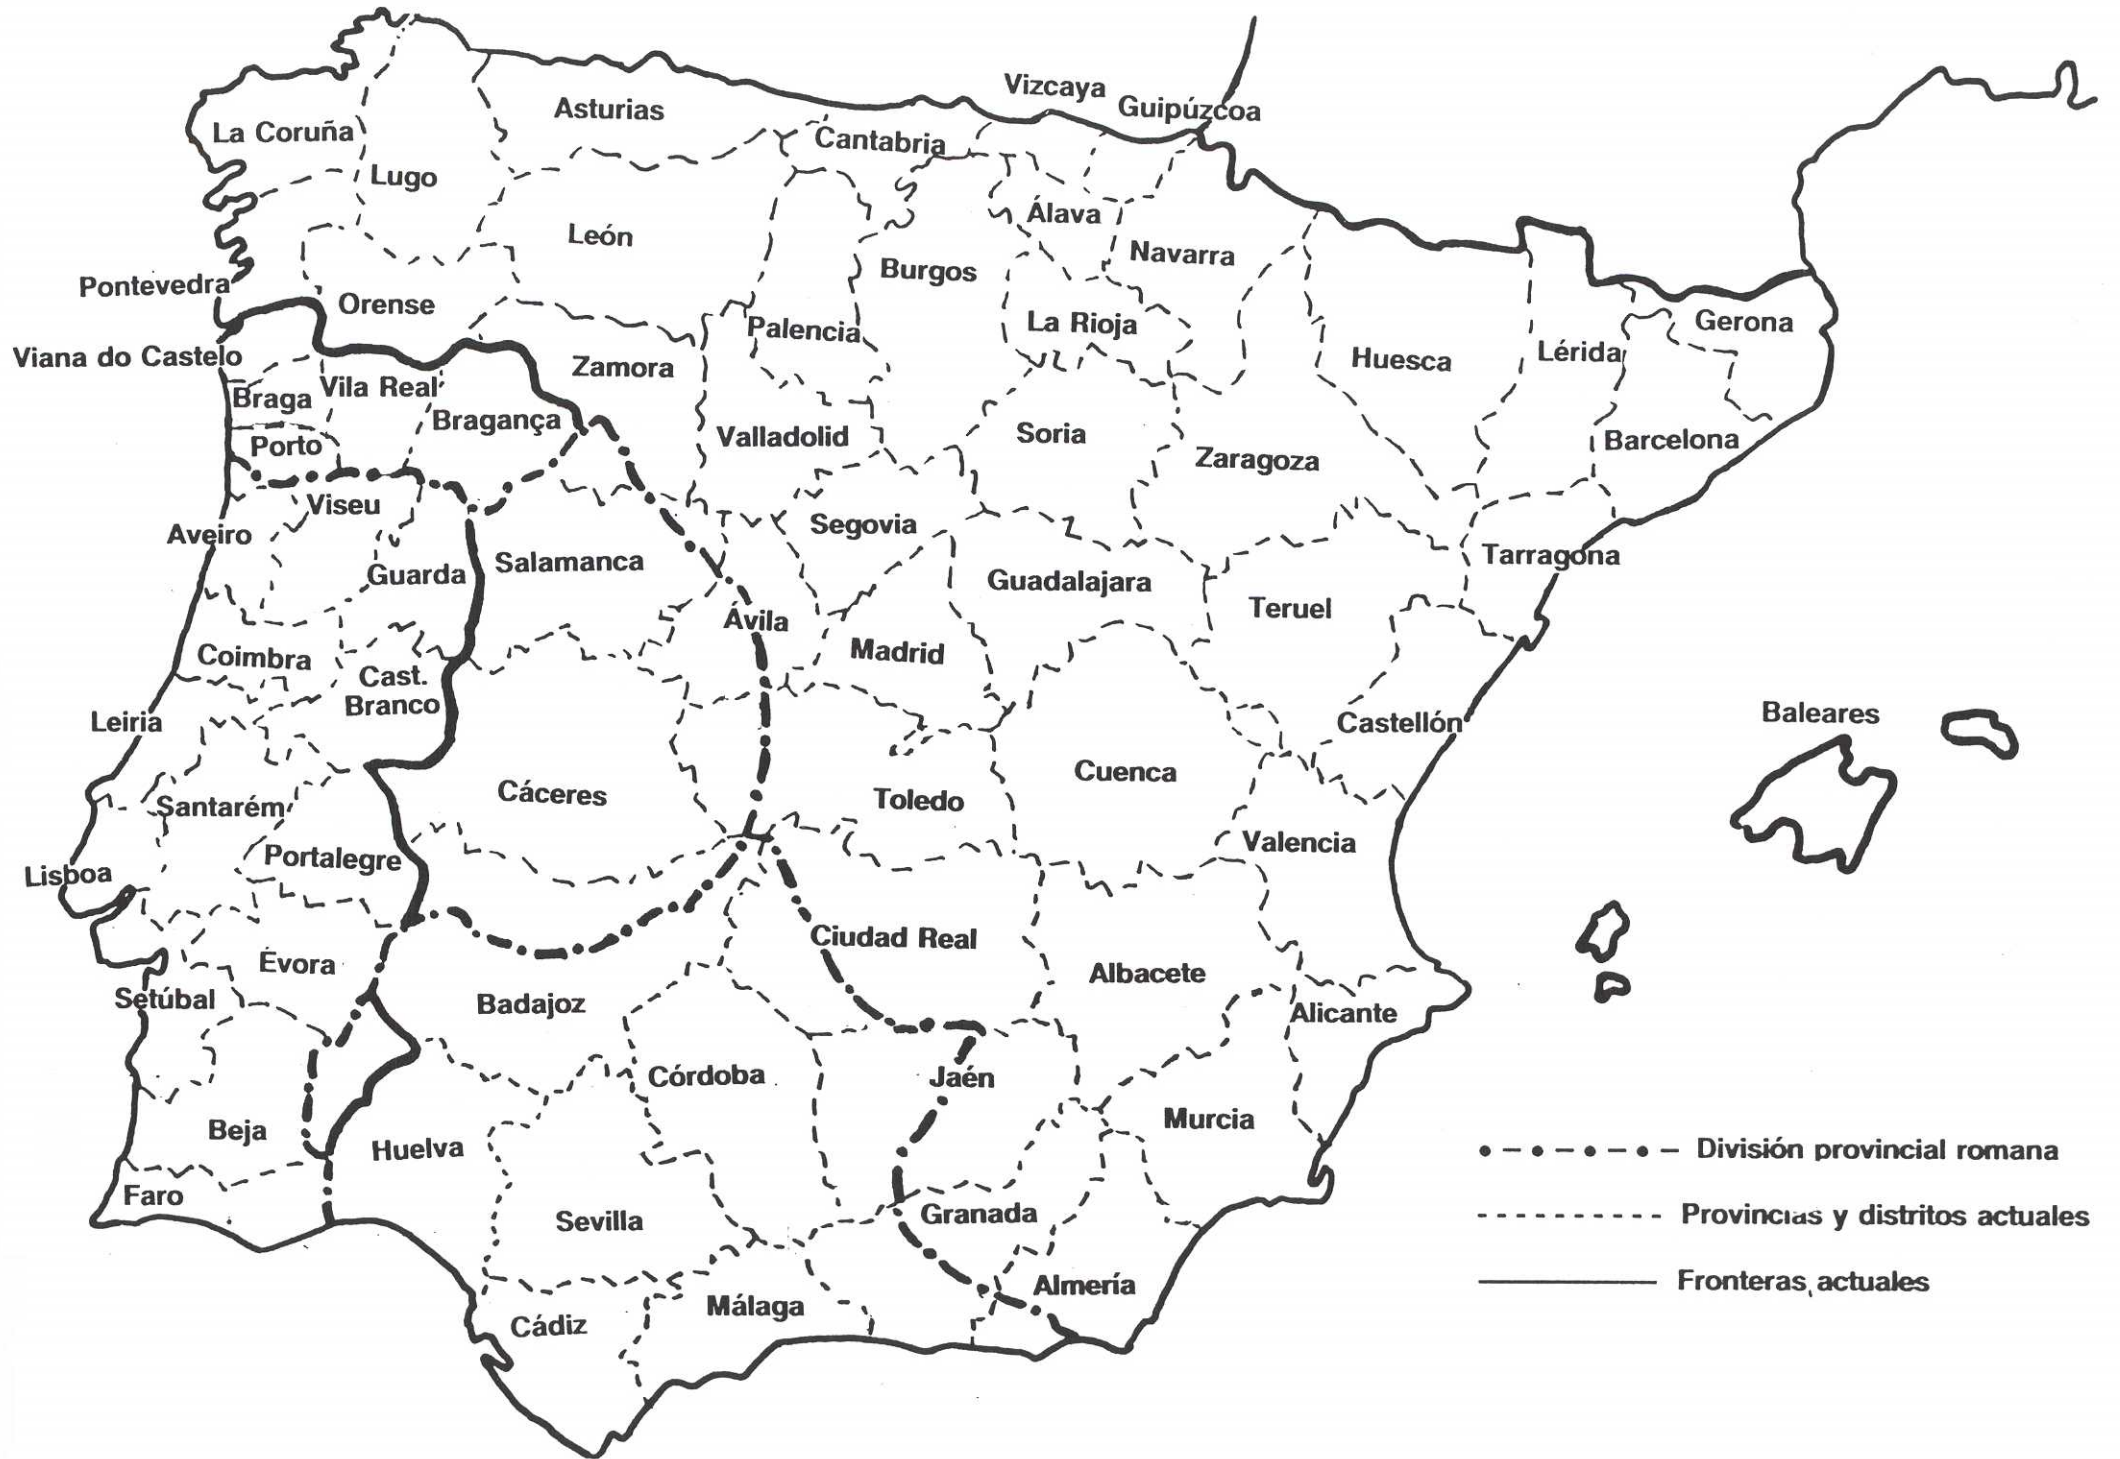 Vizcaya
Guipúzcoa
Asturias
La Coruña
Cantabria
Lugo
Álava
León
Navarra
Burgos
Pontevedra
Orense
La Rioja
Gerona
Palencia
Viana do Castelo
Zamora
Huesca
Lérida
Vila Real
Braga
Bragança
Valladolid
Soria
Barcelona
Porto
Zaragoza
Viseu
Segovia
Aveiro
Salamanca
Tarragona
Guarda
Guadalajara
Teruel
Ávila
Coimbra
Madrid
Cast.
Branco
Leiria
Castellón
Baleares
Cuenca
Cáceres
Toledo
Santarém
Valencia
Portalegre
Lisboa
Ciudad Real
Évora
Albacete
Setúbal
Badajoz
Alicante
Córdoba
Jaén
Murcia
Beja
Huelva
División provincial romana
Faro
Sevilla
Granada
Provincias y distritos actuales
Almería
Fronteras actuales
Málaga
Cádiz